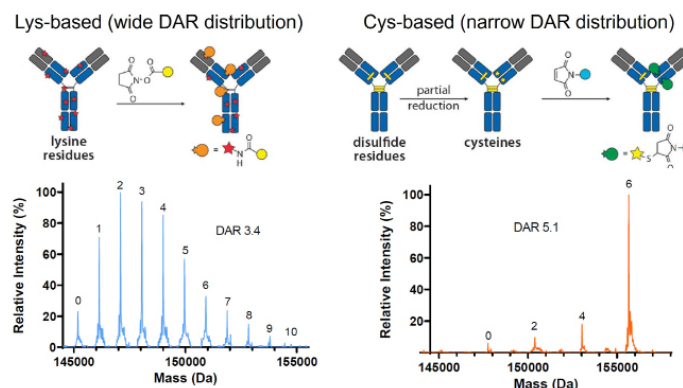 Lys-based (wide DAR distribution)
lysine
residues
= N
H
O
N
O
O
O
O
Cys-based (narrow DAR distribution)
partial
reduction
disulfide
residues
cysteines
O
N
O
= S
O
N
O
Relative Intensity (%)
100
80
60
40
20
0
0
1
2
3
4
5
6
7
8
9
10
DAR 3.4
145000
150000
155000
Mass (Da)
Relative Intensity (%)
100
80
60
40
20
0
0
2
4
6
DAR 5.1
145000
150000
155000
Mass (Da)